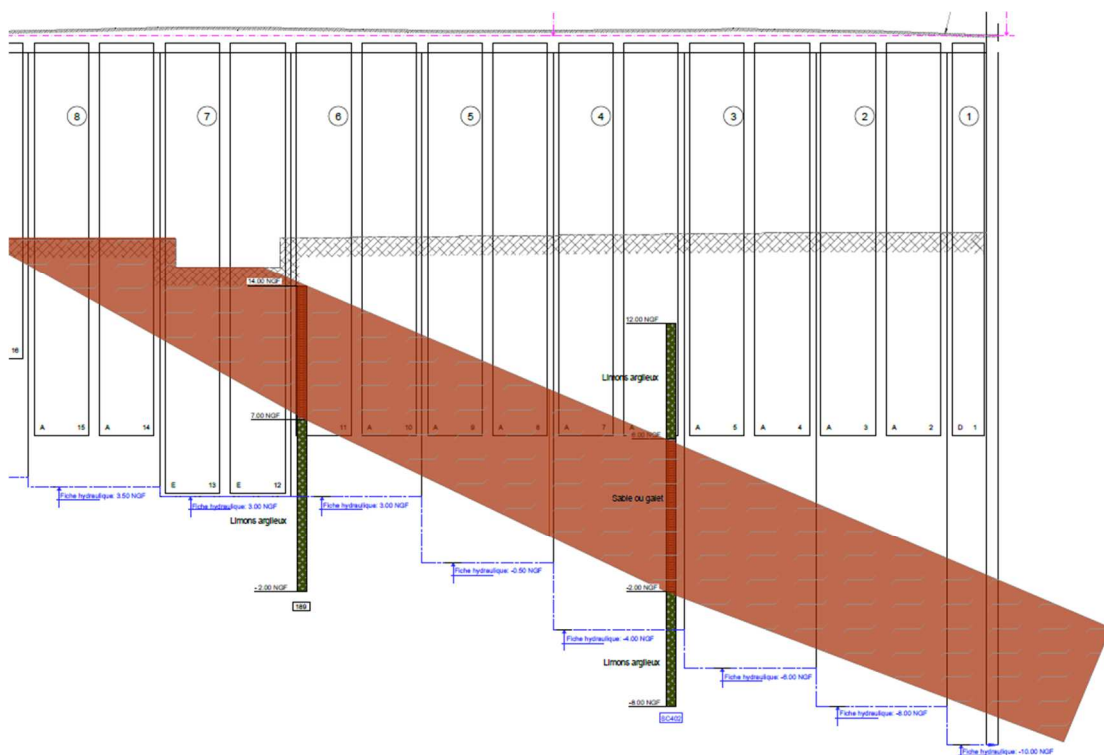 8
7
6
5
4
3
2
1
14.00 NGF
12.00 NGF
Limons argileux
7.00 NGF
16
A 15
A 14
11
A 10
A 9
A 8
A 7
A
A 5
A 4
A 3
A 2
D 1
6.00 NGF
E 13
E 12
Fiche hydraulique: 3.50 NGF
Fiche hydraulique: 3.00 NGF
Fiche hydraulique: 3.00 NGF
Sable ou galet
Limons argileux
Fiche hydraulique: -0.50 NGF
-2.00 NGF
-2.00 NGF
189
Fiche hydraulique: -4.00 NGF
Limons argileux
Fiche hydraulique: -6.00 NGF
-8.00 NGF
SC402
Fiche hydraulique: -8.00 NGF
Fiche hydraulique: -10.00 NGF